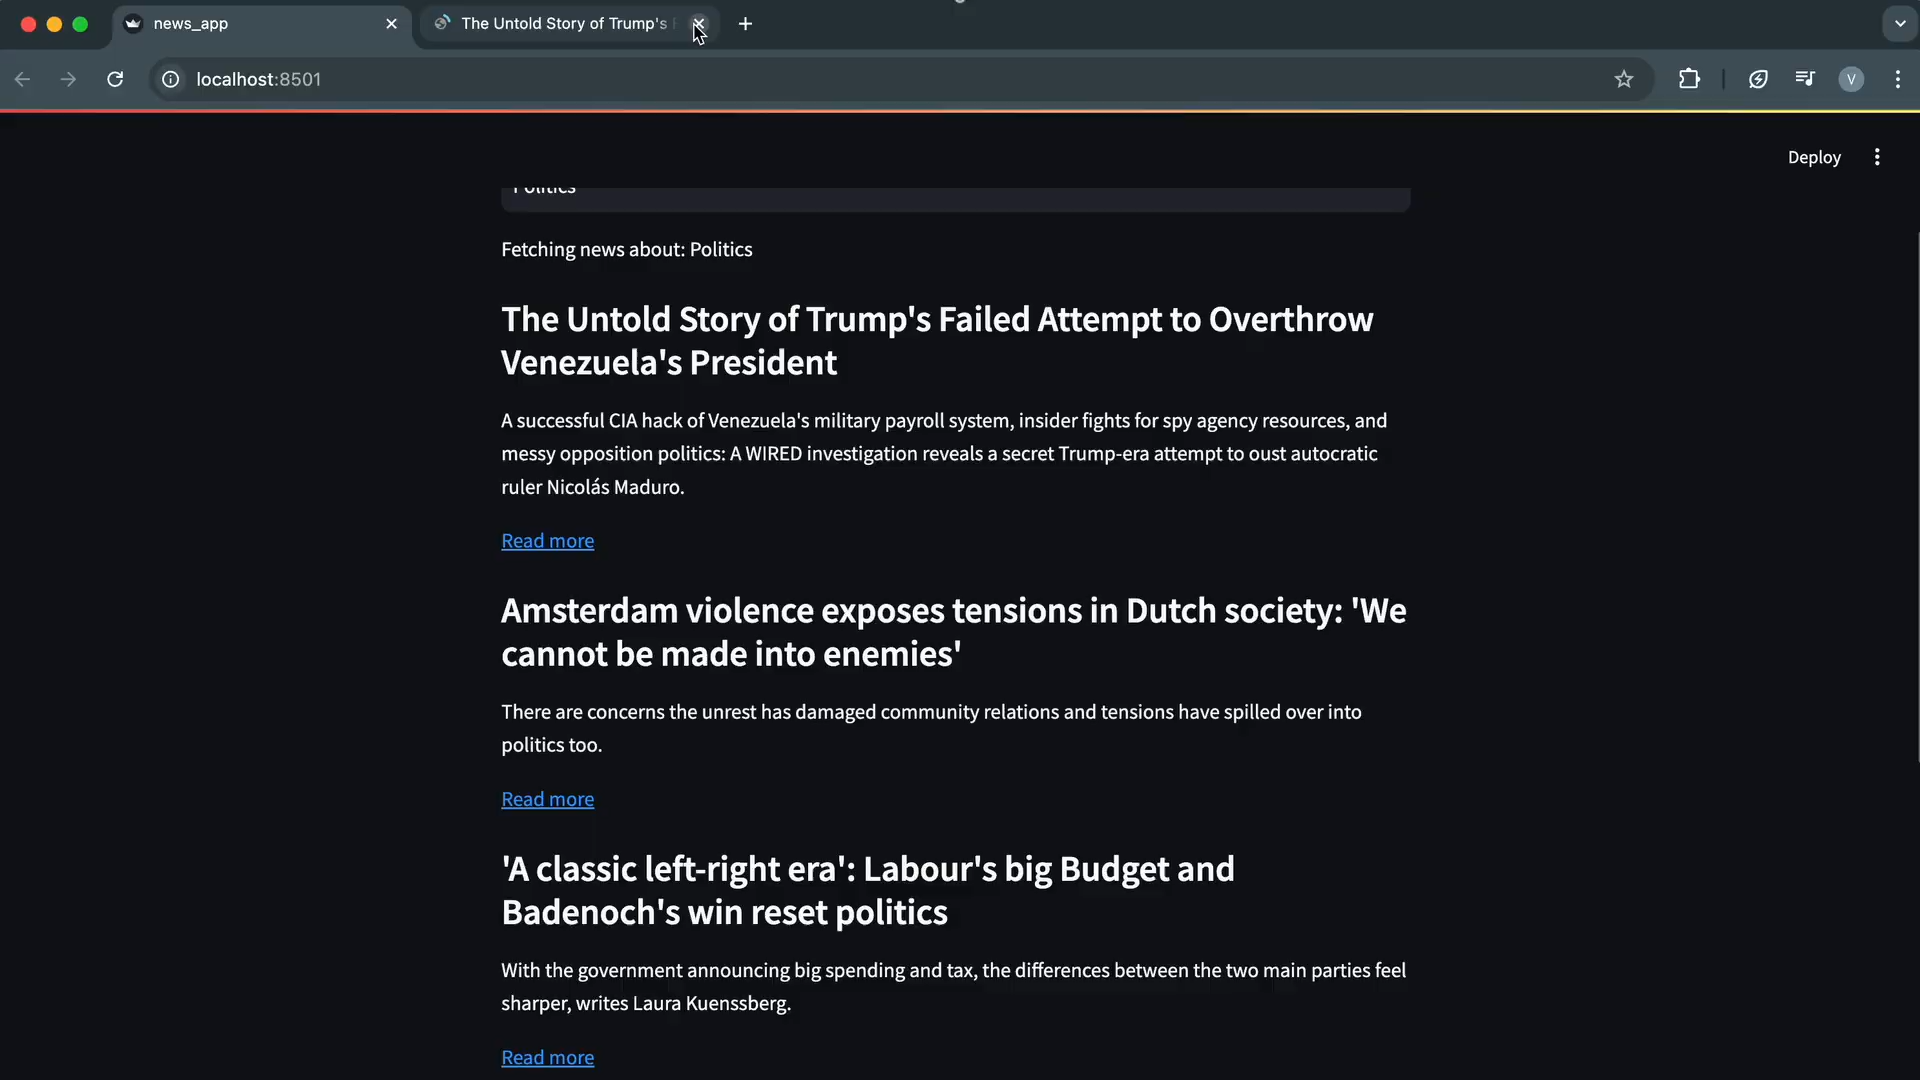 news_app
The Untold Story of Trump's
localhost:8501
V
Deploy
Politics
Fetching news about: Politics
The Untold Story of Trump's Failed Attempt to Overthrow
Venezuela's President
A successful CIA hack of Venezuela's military payroll system, insider fights for spy agency resources, and
messy opposition politics: A WIRED investigation reveals a secret Trump-era attempt to oust autocratic
ruler Nicolás Maduro.
Read more
Amsterdam violence exposes tensions in Dutch society: 'We
cannot be made into enemies'
There are concerns the unrest has damaged community relations and tensions have spilled over into
politics too.
Read more
'A classic left-right era': Labour's big Budget and
Badenoch's win reset politics
With the government announcing big spending and tax, the differences between the two main parties feel
sharper, writes Laura Kuenssberg.
Read more